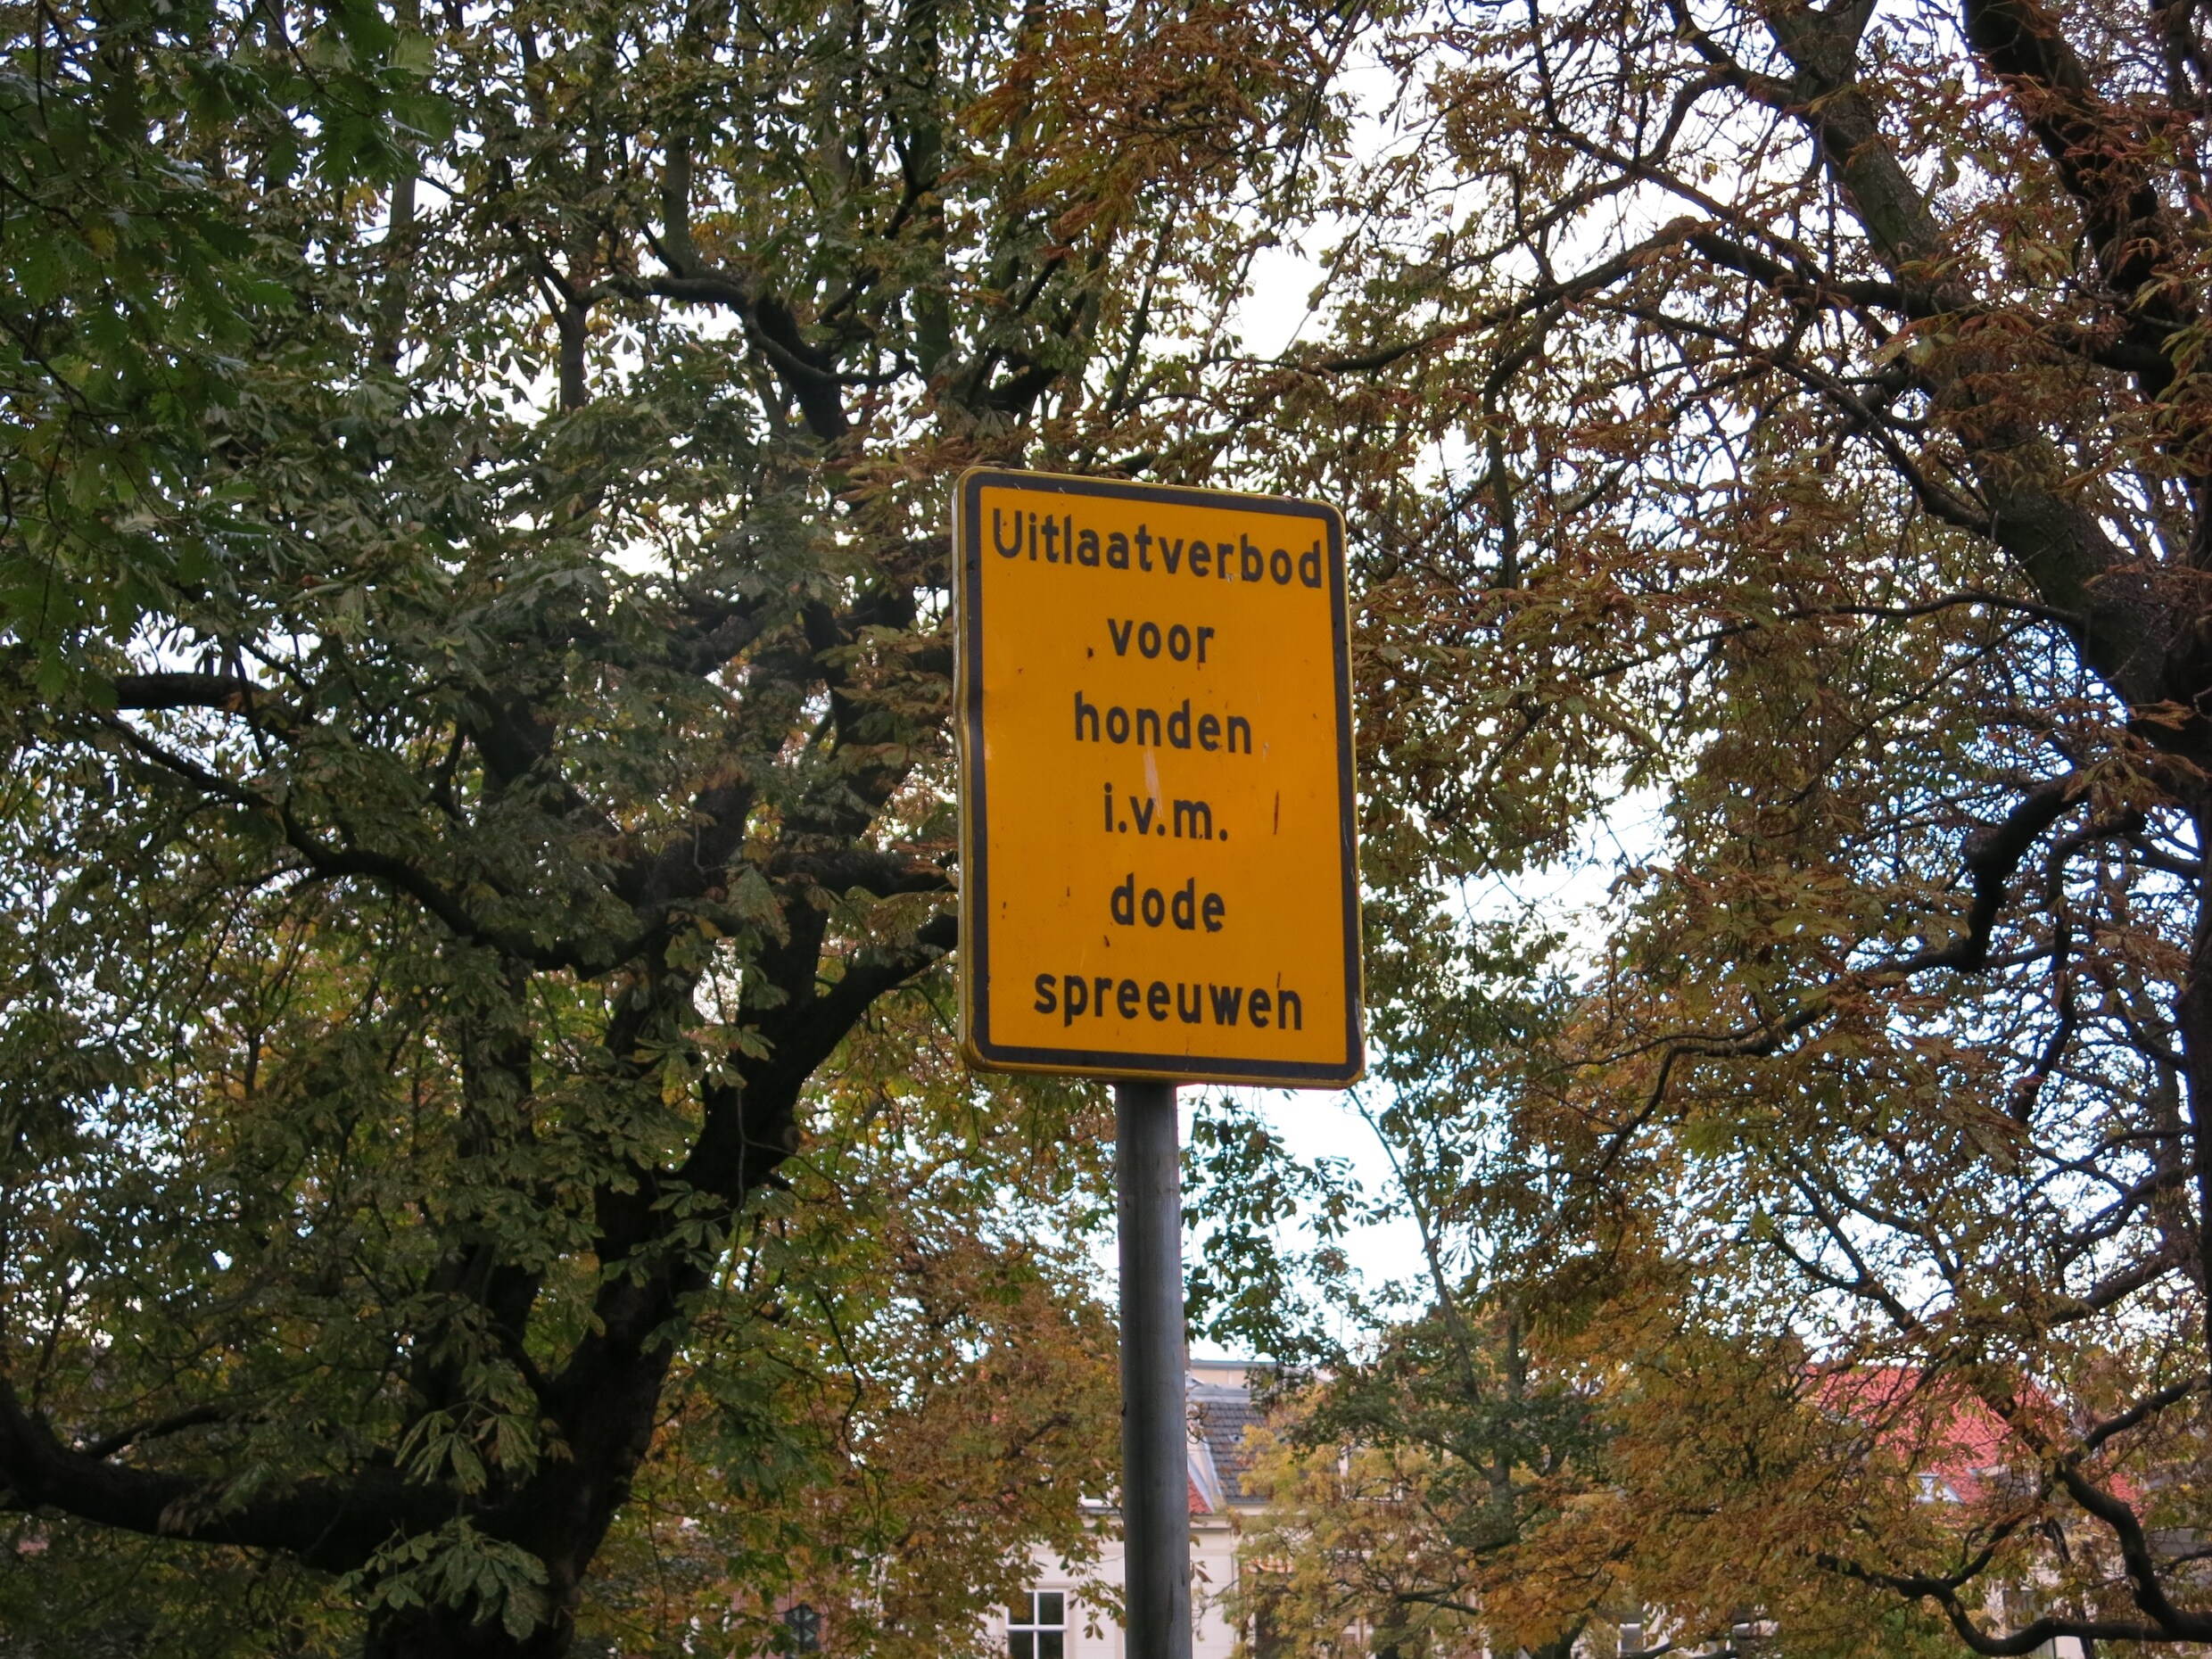 Uitlaatverbod
voor
honden
i.v.m.
dode
spreeuwen